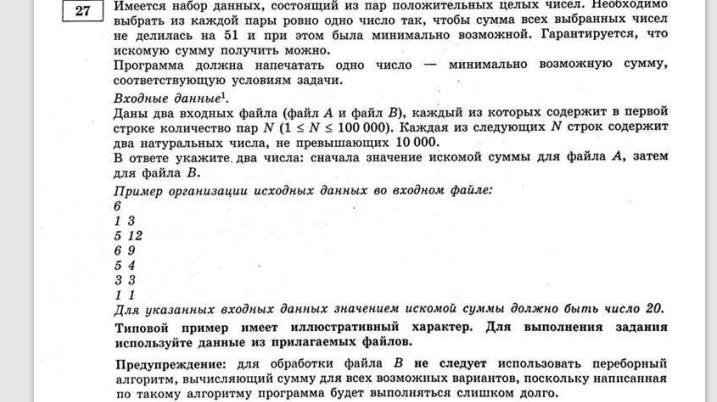 27
Имеется набор данных, состоящий из пар положительных целых чисел. Необходимо
выбрать из каждой пары ровно одно число так, чтобы сумма всех выбранных чисел
не делилась на 51 и при этом была минимально возможной. Гарантируется, что
искомую сумму получить можно.
Программа должна напечатать одно число — минимально возможную сумму,
соответствующую условиям задачи.
Входные данные¹.
Даны два входных файла (файл А и файл В), каждый из которых содержит в первой
строке количество пар N (1 ≤ N ≤ 100 000). Каждая из следующих N строк содержит
два натуральных числа, не превышающих 10 000.
В ответе укажите два числа: сначала значение искомой суммы для файла А, затем
для файла В.
Пример организации исходных данных во входном файле:
6
1 3
5 12
6 9
5 4
3 3
1 1
Для указанных входных данных значением искомой суммы должно быть число 20.
Типовой пример имеет иллюстративный характер. Для выполнения задания
используйте данные из прилагаемых файлов.
Предупреждение: для обработки файла В не следует использовать переборный
алгоритм, вычисляющий сумму для всех возможных вариантов, поскольку написанная
по такому алгоритму программа будет выполняться слишком долго.